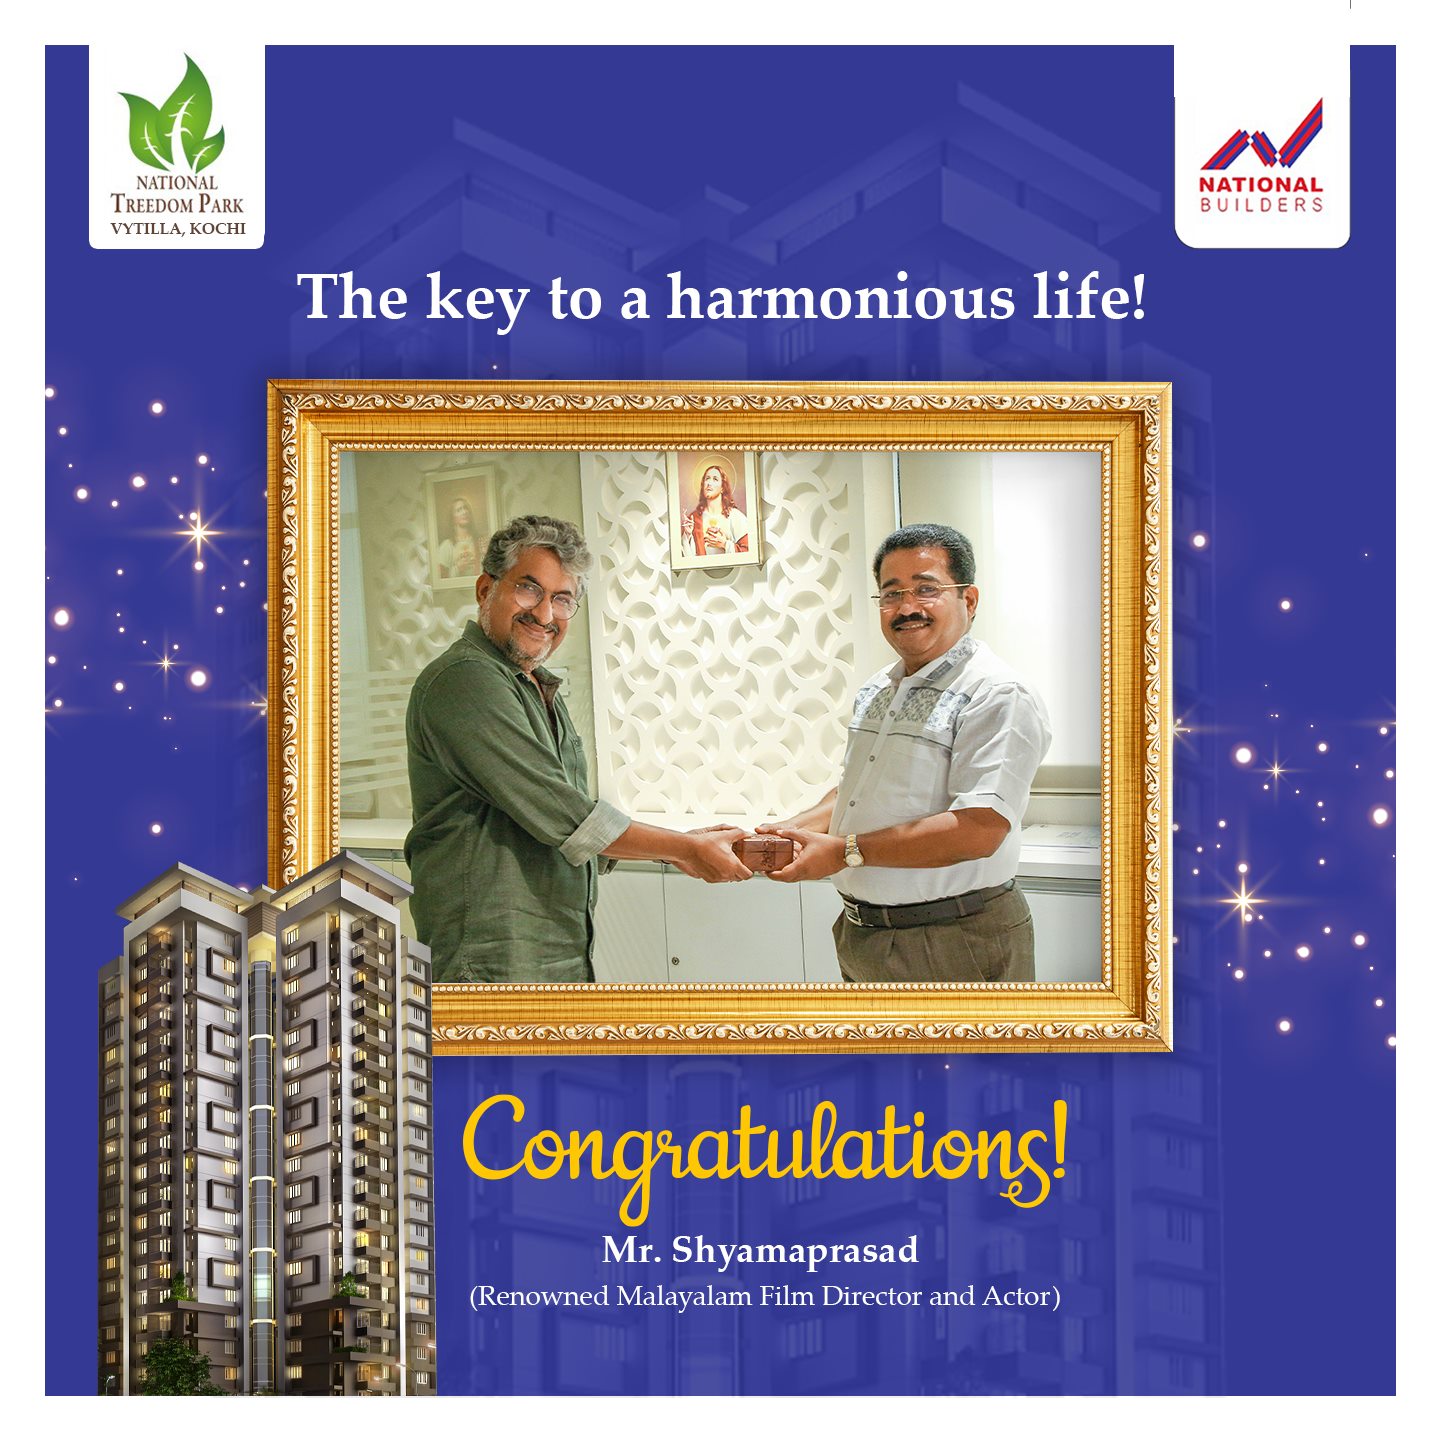 NATIONAL
TREEDOM PARK
VYTILLA, KOCHI
NATIONAL
BUILDERS
The key to a harmonious life!
Congratulations!
Mr. Shyamaprasad
(Renowned Malayalam Film Director and Actor)